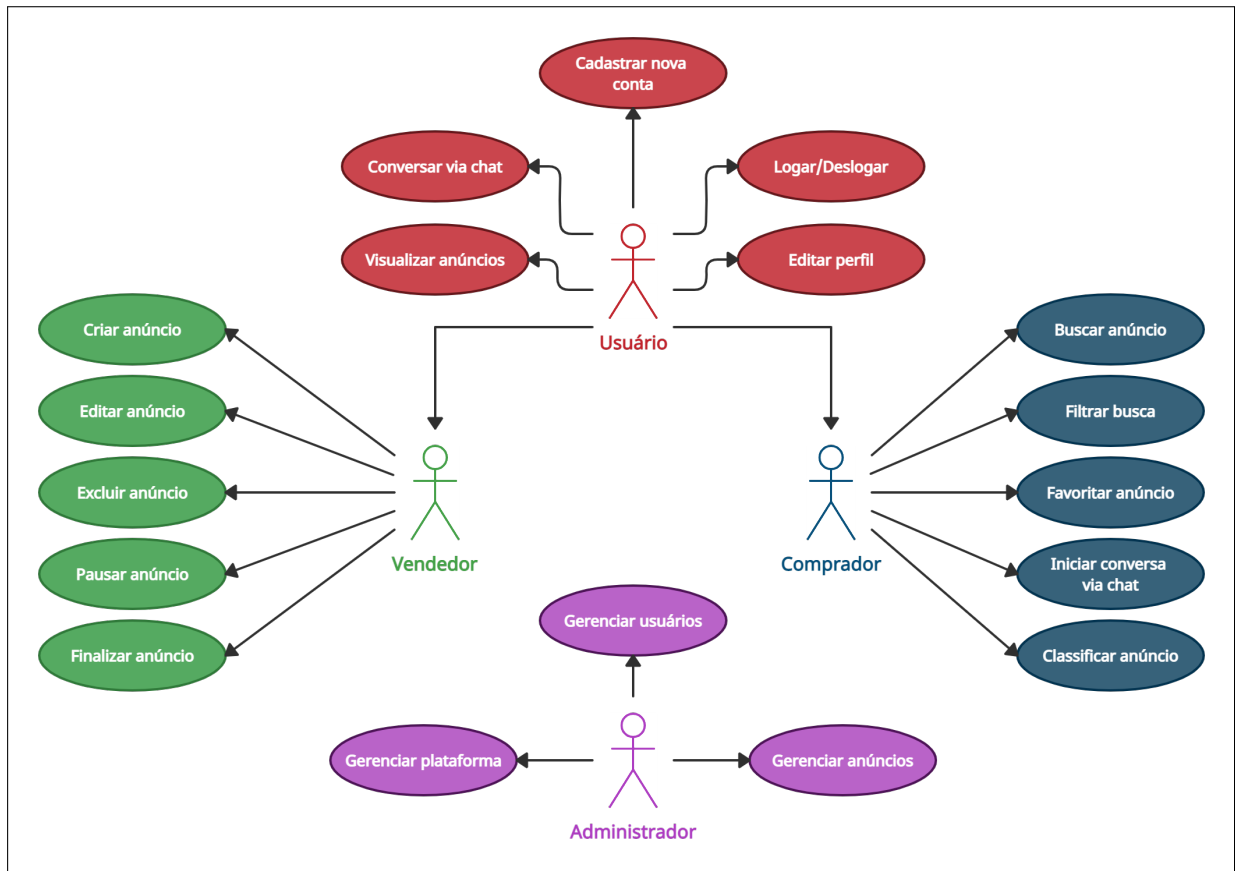 Cadastrar nova
conta
Conversar via chat
Logar/Deslogar
Visualizar anúncios
Editar perfil
Usuário
Criar anúncio
Editar anúncio
Excluir anúncio
Pausar anúncio
Finalizar anúncio
Vendedor
Comprador
Buscar anúncio
Filtrar busca
Favoritar anúncio
Iniciar conversa
via chat
Classificar anúncio
Gerenciar usuários
Gerenciar plataforma
Gerenciar anúncios
Administrador